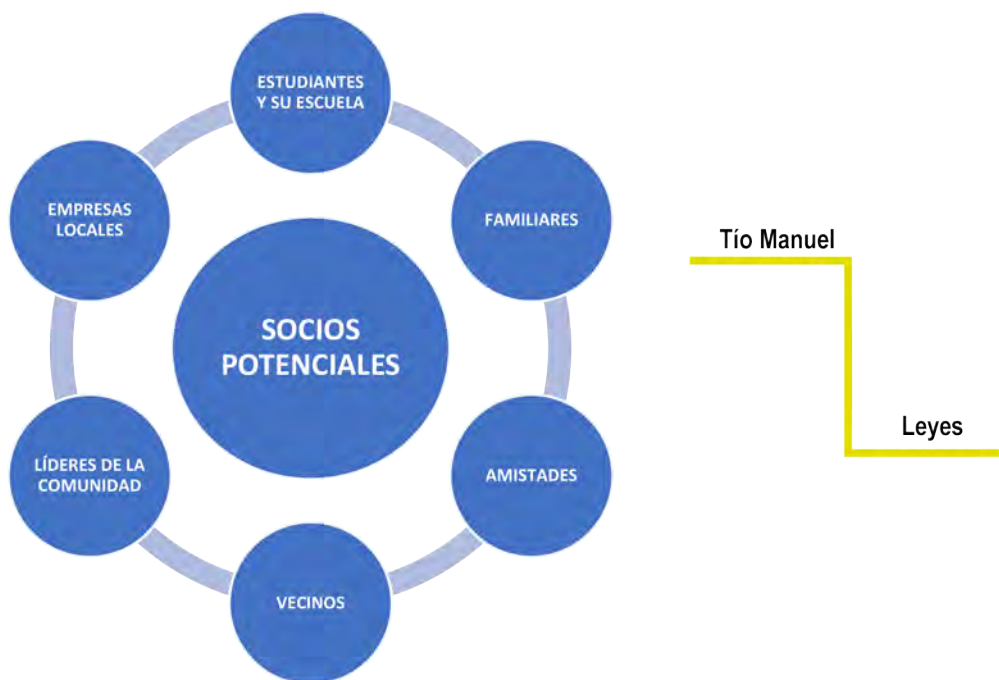 ESTUDIANTES
Y SU ESCUELA
FAMILIARES
AMISTADES
VECINOS
LÍDERES DE LA
COMUNIDAD
EMPRESAS
LOCALES
SOCIOS
POTENCIALES
Tío Manuel
Leyes